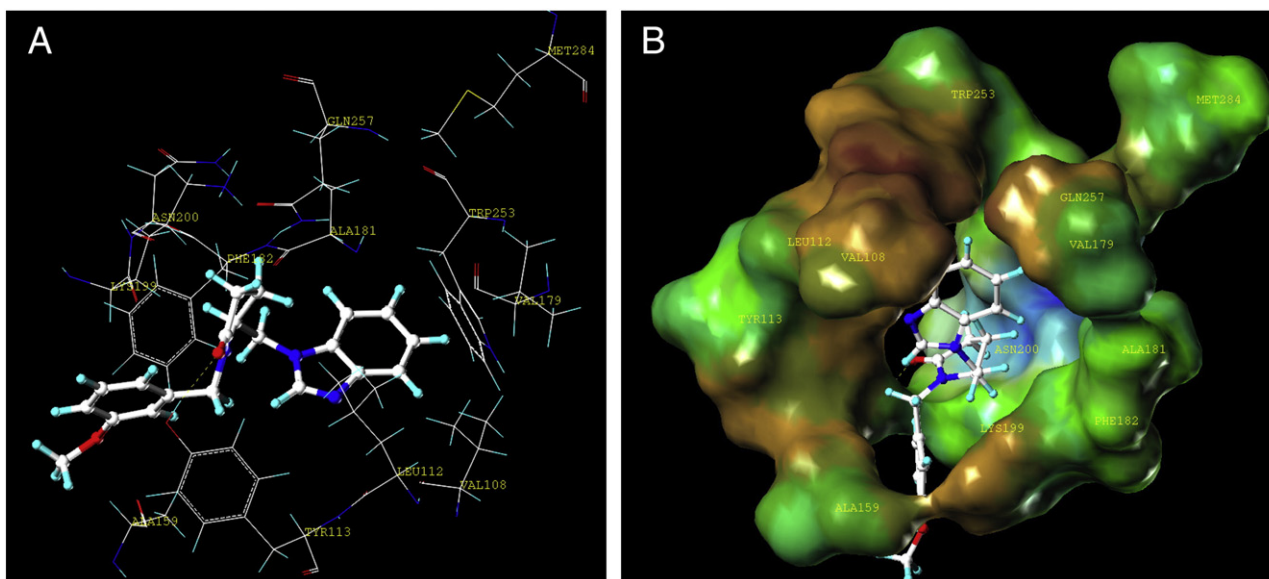 A
MET284
GLN257
ASN200
TRP253
ALA181
PHE182
LYS199
VAL179
LEU112
VAL108
ALA159
TYR113
B
TRP253
MET284
GLN257
LEU112
VAL179
VAL108
TYR113
ASN200
ALA181
PHE182
LYS199
ALA159